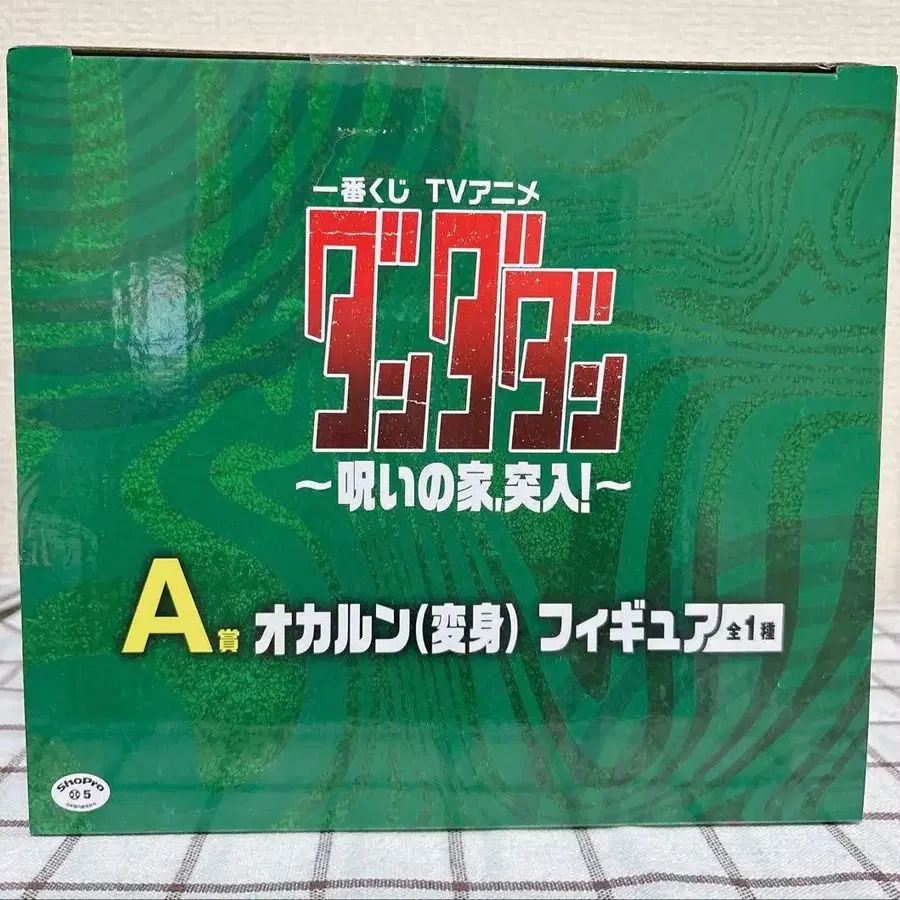 一番くじ TVアニメ
ダンダダン
～呪いの家、突入!～
A賞 オカルン(変身) フィギュア 全1種
ShoPro
5